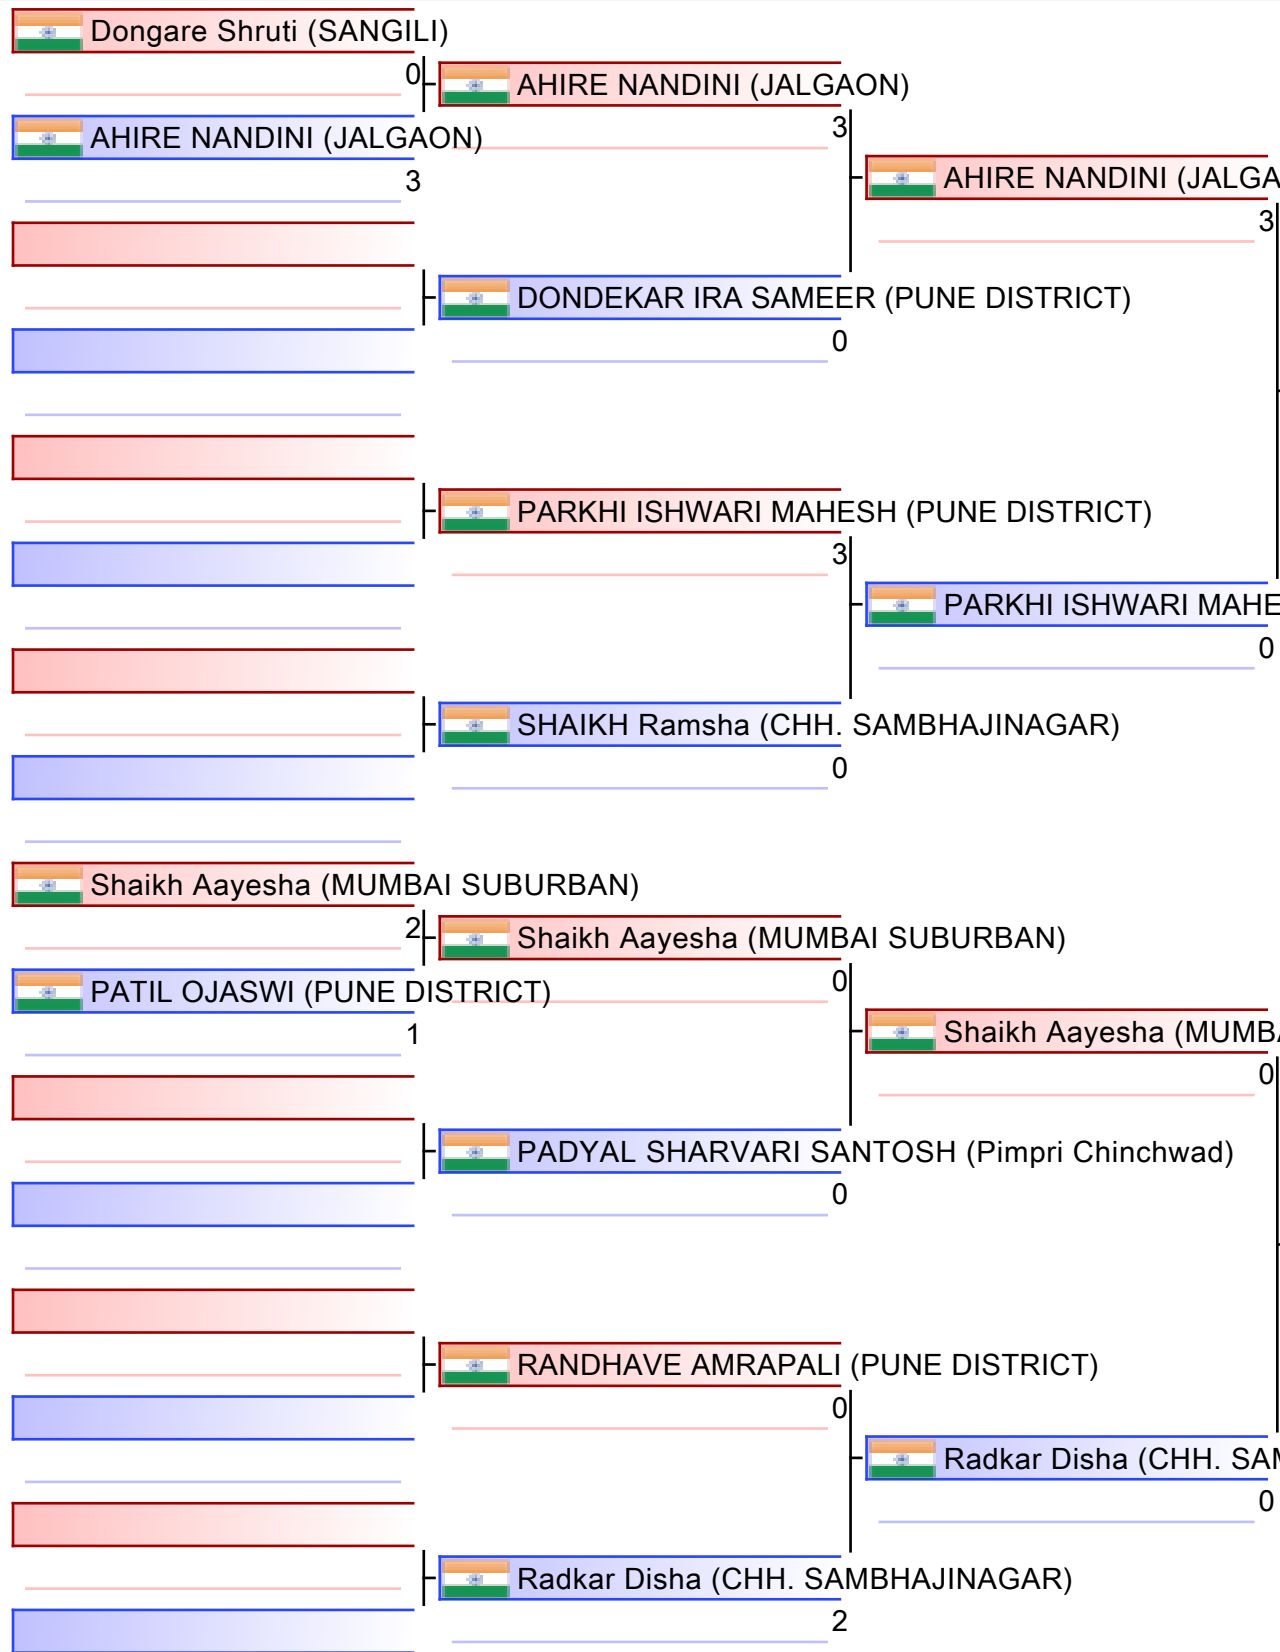 Dongare Shruti (SANGILI)
0
AHIRE NANDINI (JALGAON)
AHIRE NANDINI (JALGAON)
3
3
AHIRE NANDINI (JALGA
3
DONDEKAR IRA SAMEER (PUNE DISTRICT)
0
PARKHI ISHWARI MAHESH (PUNE DISTRICT)
3
PARKHI ISHWARI MAHE
0
SHAIKH Ramsha (CHH. SAMBHAJINAGAR)
0
Shaikh Aayesha (MUMBAI SUBURBAN)
2
Shaikh Aayesha (MUMBAI SUBURBAN)
0
PATIL OJASWI (PUNE DISTRICT)
1
Shaikh Aayesha (MUMBA
0
PADYAL SHARVARI SANTOSH (Pimpri Chinchwad)
0
RANDHAVE AMRAPALI (PUNE DISTRICT)
0
Radkar Disha (CHH. SAM
0
Radkar Disha (CHH. SAMBHAJINAGAR)
2